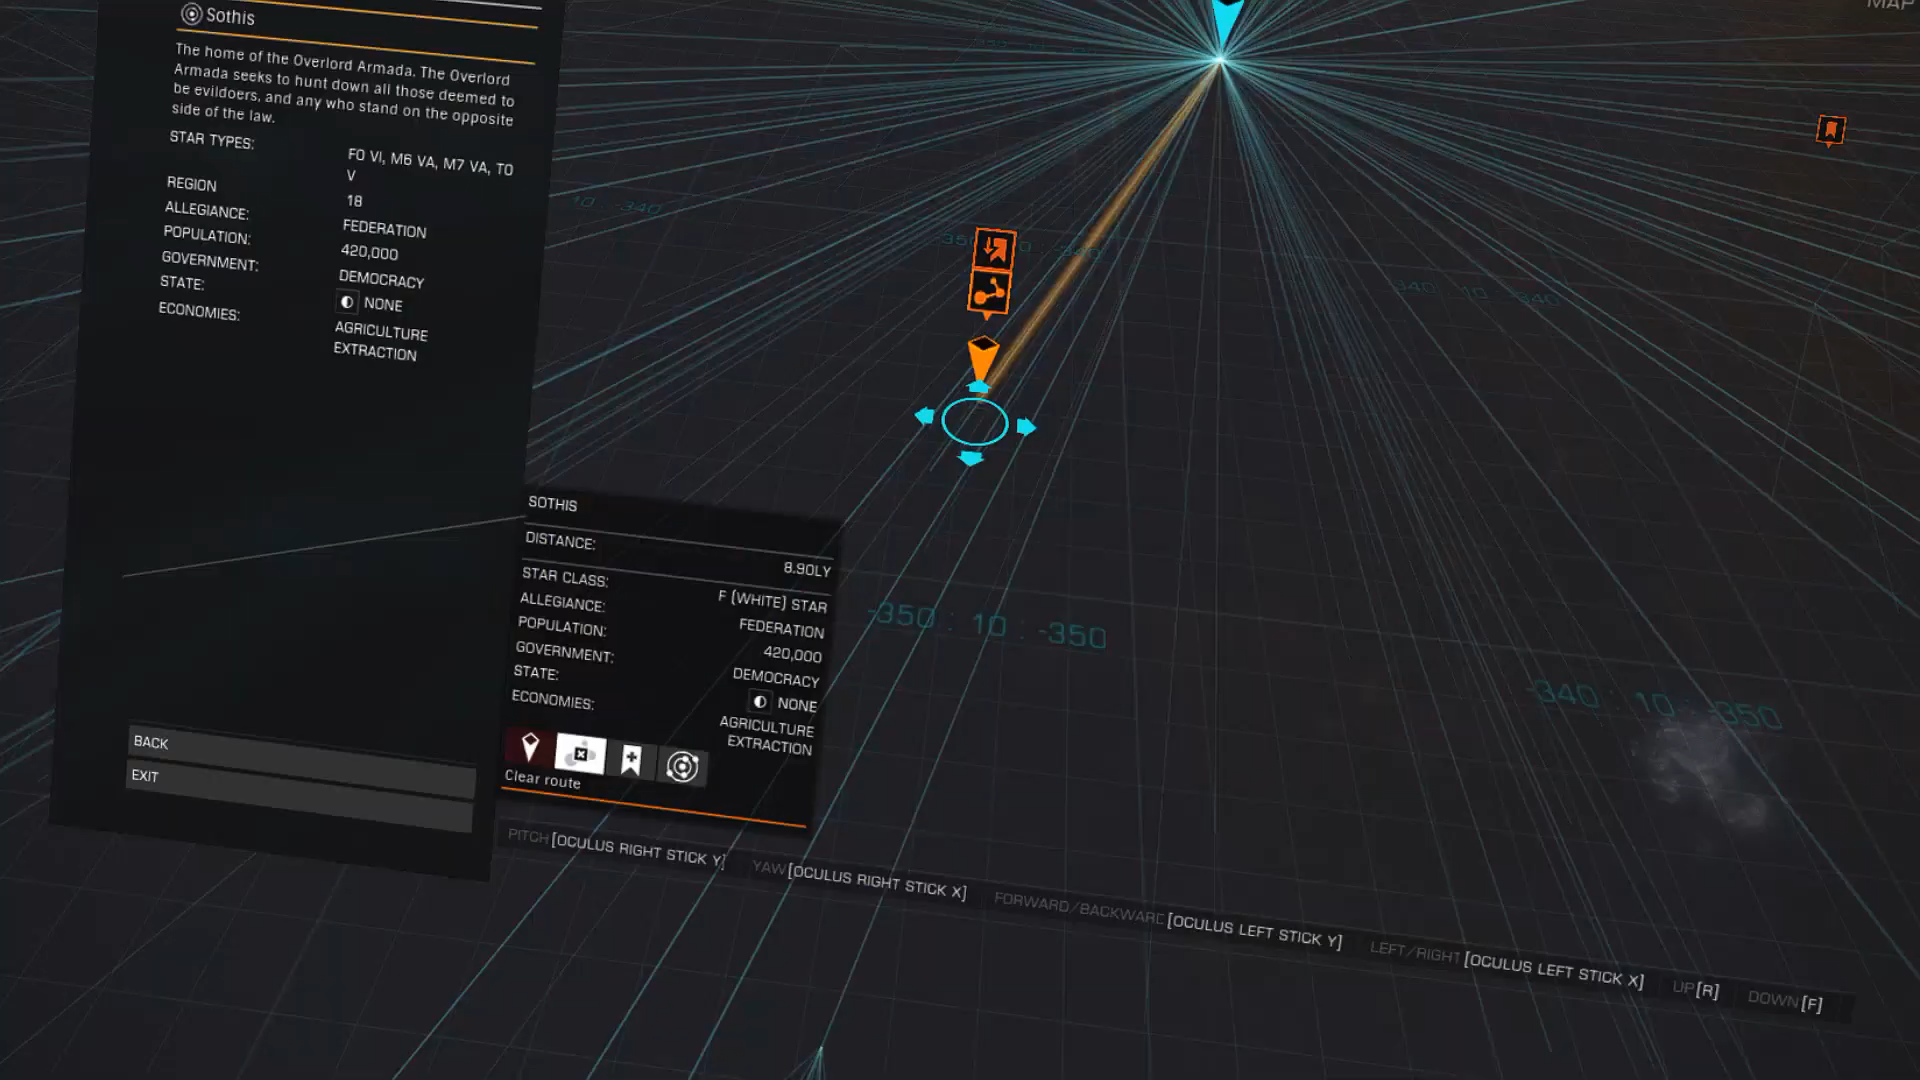 MAP
Sothis
The home of the Overlord Armada. The Overlord
Armada seeks to hunt down all those deemed to
be evildoers, and any who stand on the opposite
side of the law.
STAR TYPES:
F0 VI, M6 VA, M7 VA, T0
V
REGION
18
ALLEGIANCE:
FEDERATION
POPULATION:
420,000
GOVERNMENT:
DEMOCRACY
STATE:
NONE
ECONOMIES:
AGRICULTURE
EXTRACTION
BACK
EXIT
SOTHIS
DISTANCE:
8.90LY
STAR CLASS:
F (WHITE) STAR
ALLEGIANCE:
FEDERATION
POPULATION:
420,000
GOVERNMENT:
DEMOCRACY
STATE:
NONE
ECONOMIES:
AGRICULTURE
EXTRACTION
Clear route
-350 : 10 : -350
-340 : 10 : -350
PITCH [OCULUS RIGHT STICK Y] YAW [OCULUS RIGHT STICK X] FORWARD/BACKWARD [OCULUS LEFT STICK Y] LEFT/RIGHT [OCULUS LEFT STICK X] UP [R] DOWN [F]